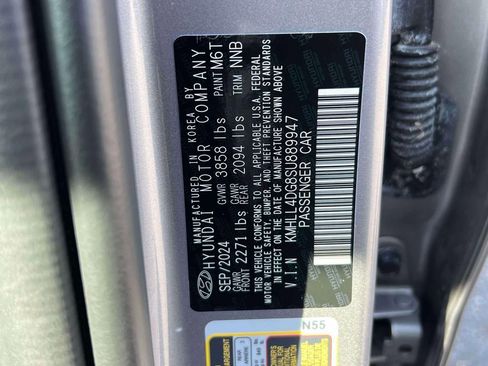 MANUFACTURED IN KOREA BY
HYUNDAI MOTOR COMPANY
SEP/2024 GVWR 3858 lbs PAINT M6T
GAWR FRONT 2271 lbs GAWR REAR 2094 lbs TRIM NNB
THIS VEHICLE CONFORMS TO ALL APPLICABLE U.S.A. FEDERAL
MOTOR VEHICLE SAFETY, BUMPER, AND THEFT PREVENTION STANDARDS
IN EFFECT ON THE DATE OF MANUFACTURE SHOWN ABOVE
V.I.N KMHLL4DG8SU889947
PASSENGER CAR
N55